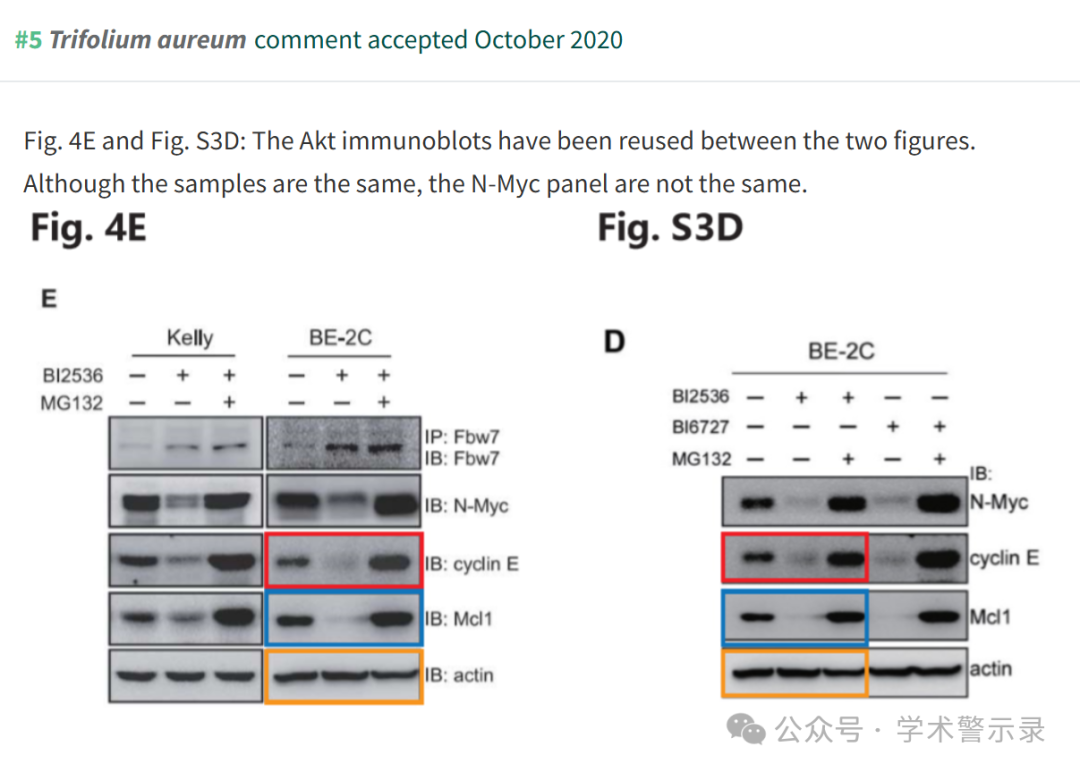 #5 Trifolium aureum comment accepted October 2020
Fig. 4E and Fig. S3D: The Akt immunoblots have been reused between the two figures.
Although the samples are the same, the N-Myc panel are not the same.
Fig. 4E
E
Kelly BE-2C
BI2536 — + + — + +
MG132 — — + — — +
IP: Fbw7
IB: Fbw7
IB: N-Myc
IB: cyclin E
IB: Mcl1
IB: actin
Fig. S3D
D
BE-2C
BI2536 — + + — —
BI6727 — — — + +
MG132 — — + — +
IB:
N-Myc
cyclin E
Mcl1
actin
公众号 · 学术警示录